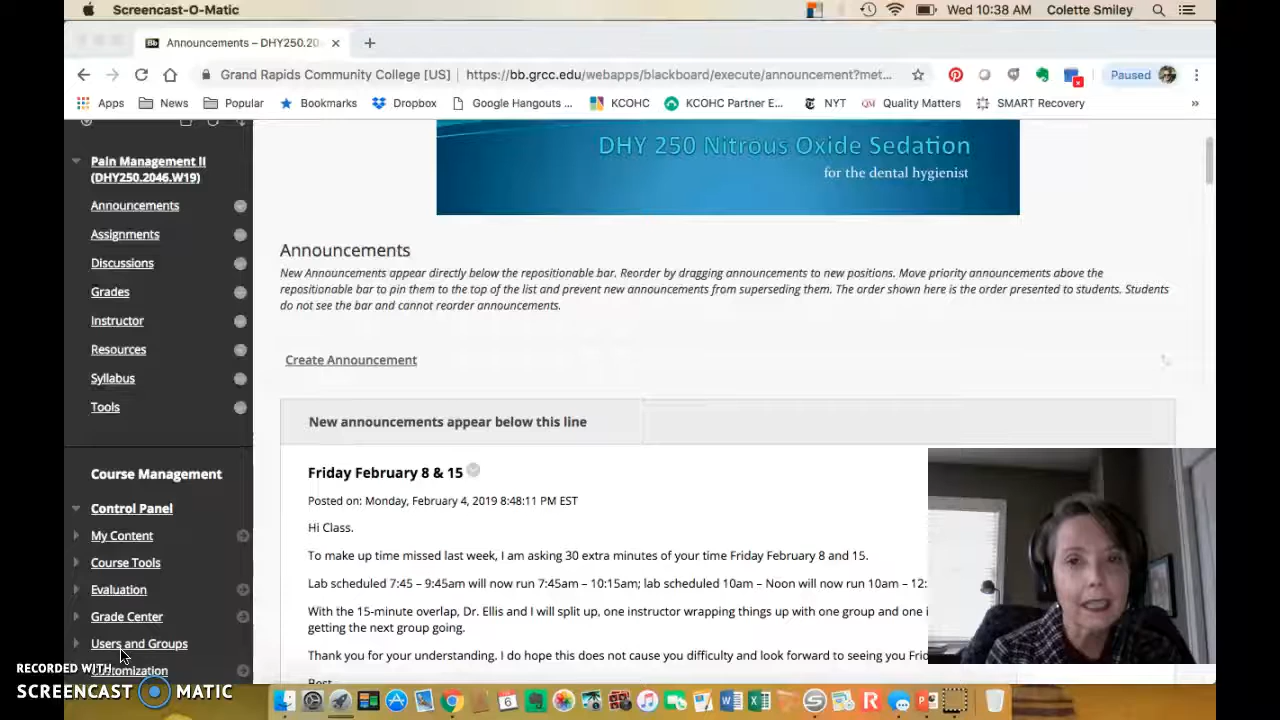 Screencast-O-Matic
Wed 10:38 AM
Colette Smiley
Bb
Announcements – DHY250.20
Grand Rapids Community College [US]
https://bb.grcc.edu/webapps/blackboard/execute/announcement?met...
Paused
Apps
News
Popular
Bookmarks
Dropbox
Google Hangouts ...
KCOHC
KCOHC Partner E...
NYT
QM
Quality Matters
SMART Recovery
»
Pain Management II
(DHY250.2046.W19)
Announcements
Assignments
Discussions
Grades
Instructor
Resources
Syllabus
Tools
Course Management
Control Panel
My Content
Course Tools
Evaluation
Grade Center
Users and Groups
Customization
DHY 250 Nitrous Oxide Sedation
for the dental hygienist
Announcements
New Announcements appear directly below the repositionable bar. Reorder by dragging announcements to new positions. Move priority announcements above the
repositionable bar to pin them to the top of the list and prevent new announcements from superseding them. The order shown here is the order presented to students. Students
do not see the bar and cannot reorder announcements.
Create Announcement
New announcements appear below this line
Friday February 8 & 15
Posted on: Monday, February 4, 2019 8:48:11 PM EST
Hi Class.
To make up time missed last week, I am asking 30 extra minutes of your time Friday February 8 and 15.
Lab scheduled 7:45 – 9:45am will now run 7:45am – 10:15am; lab scheduled 10am – Noon will now run 10am – 12:
With the 15-minute overlap, Dr. Ellis and I will split up, one instructor wrapping things up with one group and one i
getting the next group going.
Thank you for your understanding. I do hope this does not cause you difficulty and look forward to seeing you Frid
RECORDED WITH
SCREENCAST MATIC
6